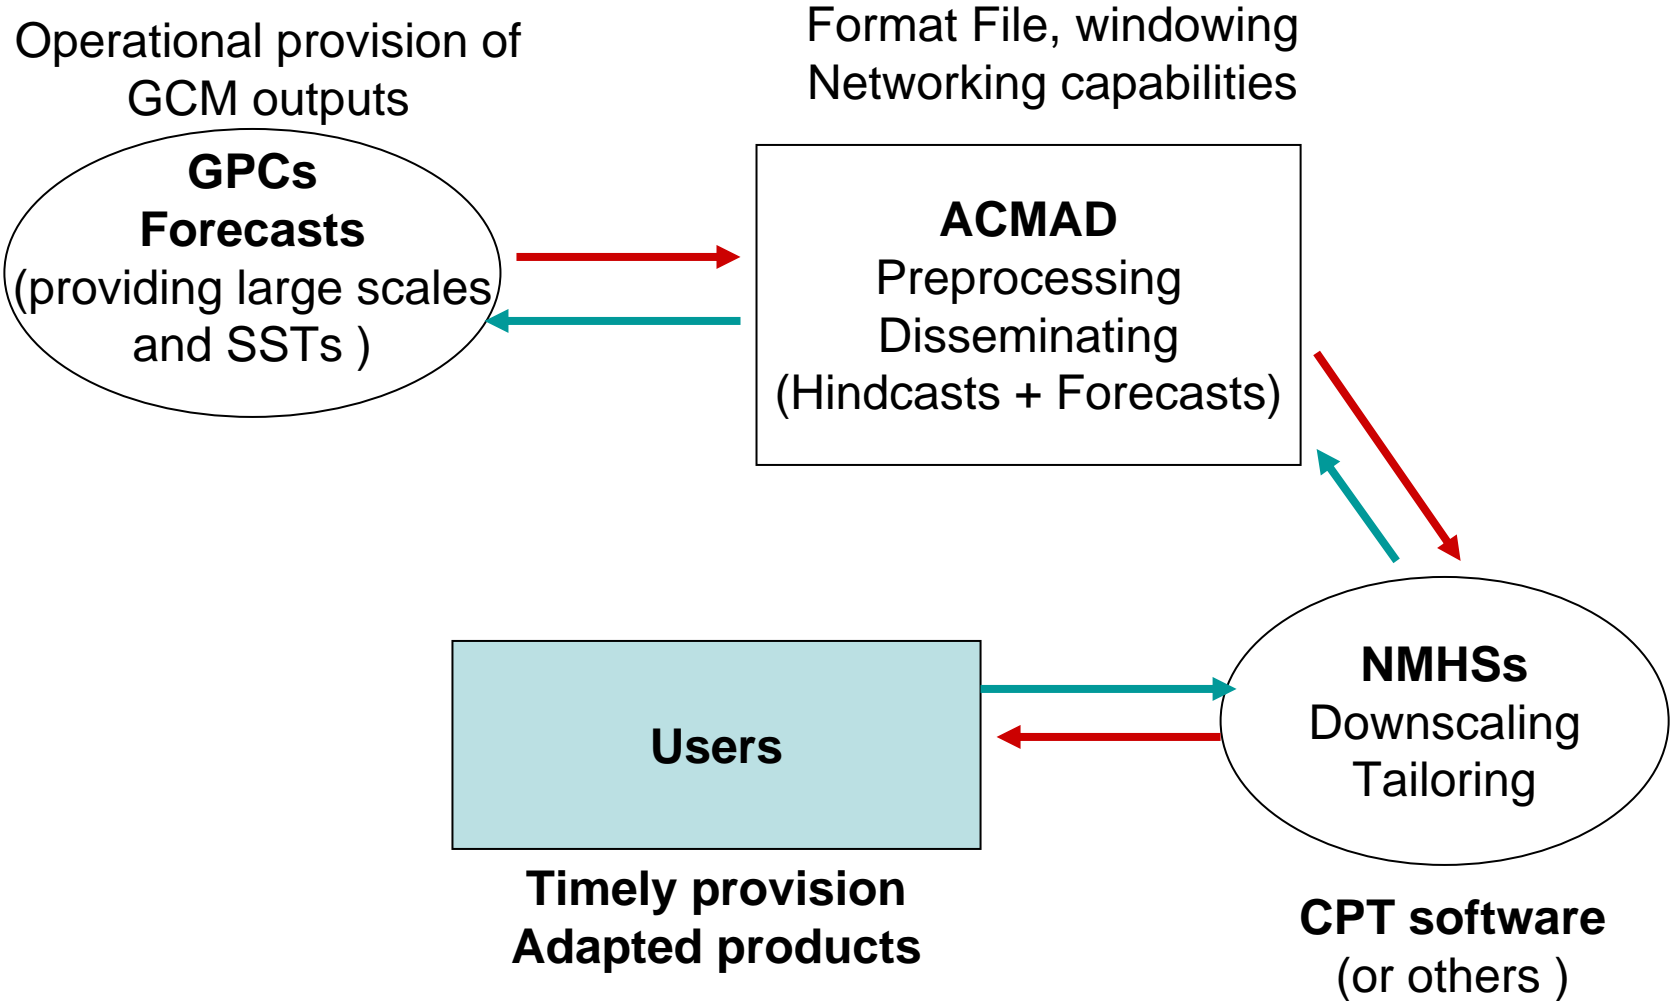 Operational provision of
GCM outputs
GPCs
Forecasts
(providing large scales
and SSTs )
Format File, windowing
Networking capabilities
ACMAD
Preprocessing
Disseminating
(Hindcasts + Forecasts)
NMHSs
Downscaling
Tailoring
CPT software
(or others )
Users
Timely provision
Adapted products